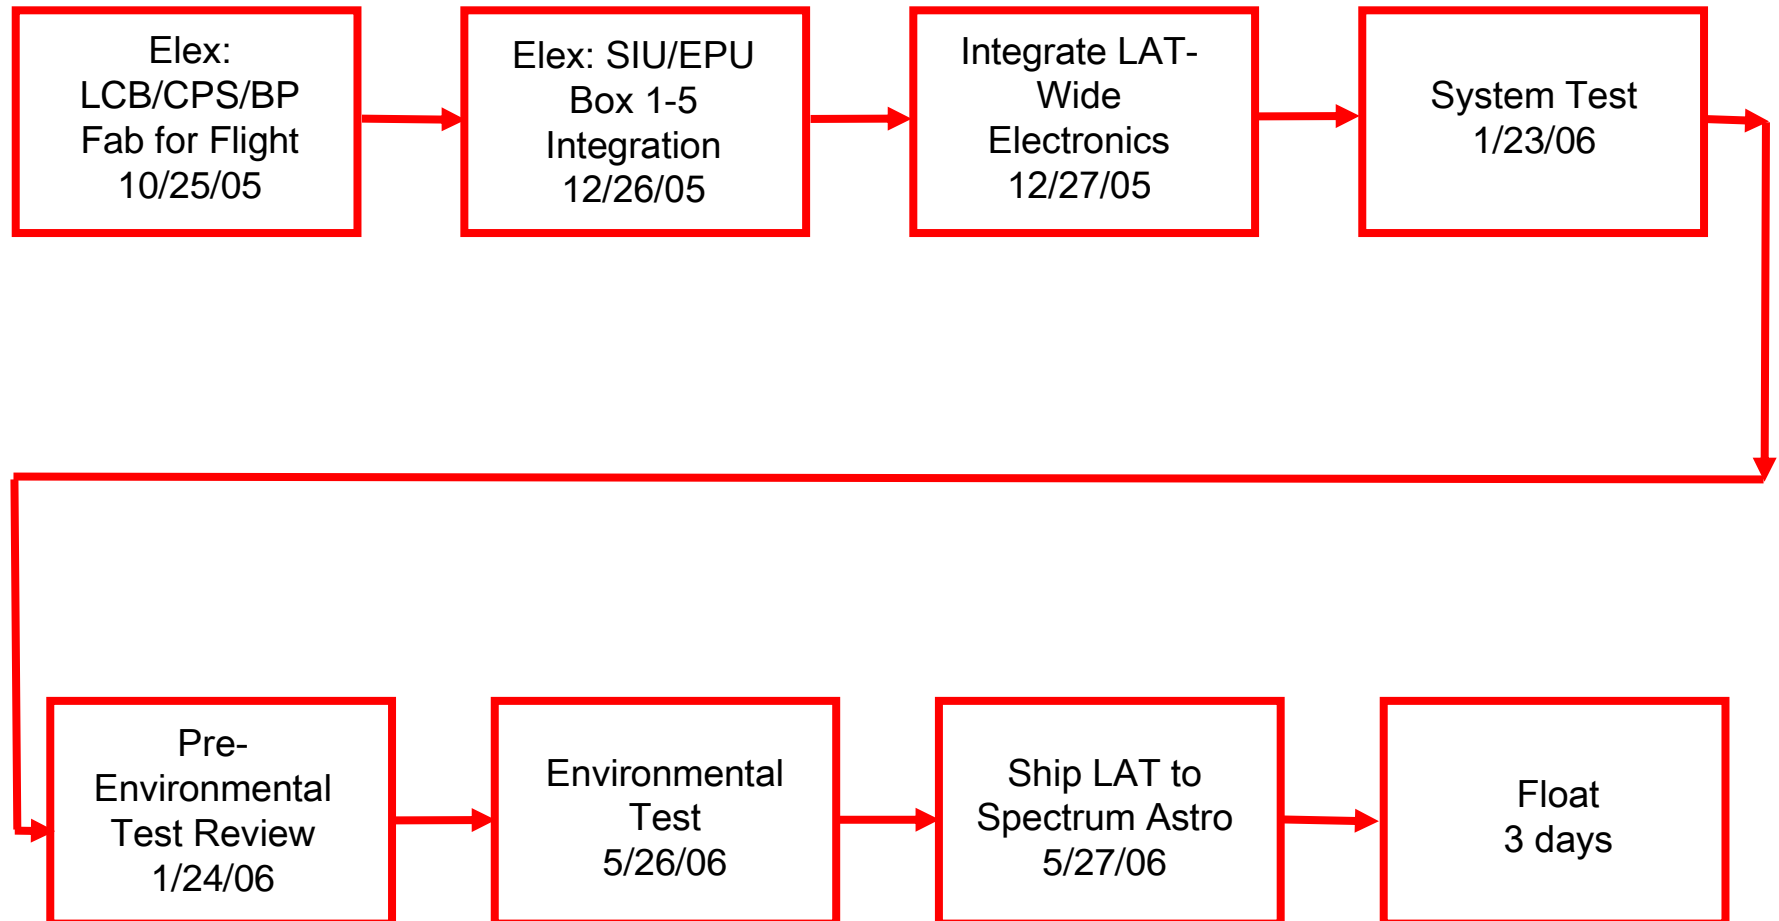 Elex:
LCB/CPS/BP
Fab for Flight
10/25/05
Elex: SIU/EPU
Box 1-5
Integration
12/26/05
Integrate LAT-
Wide
Electronics
12/27/05
System Test
1/23/06
Pre-
Environmental
Test Review
1/24/06
Environmental
Test
5/26/06
Ship LAT to
Spectrum Astro
5/27/06
Float
3 days